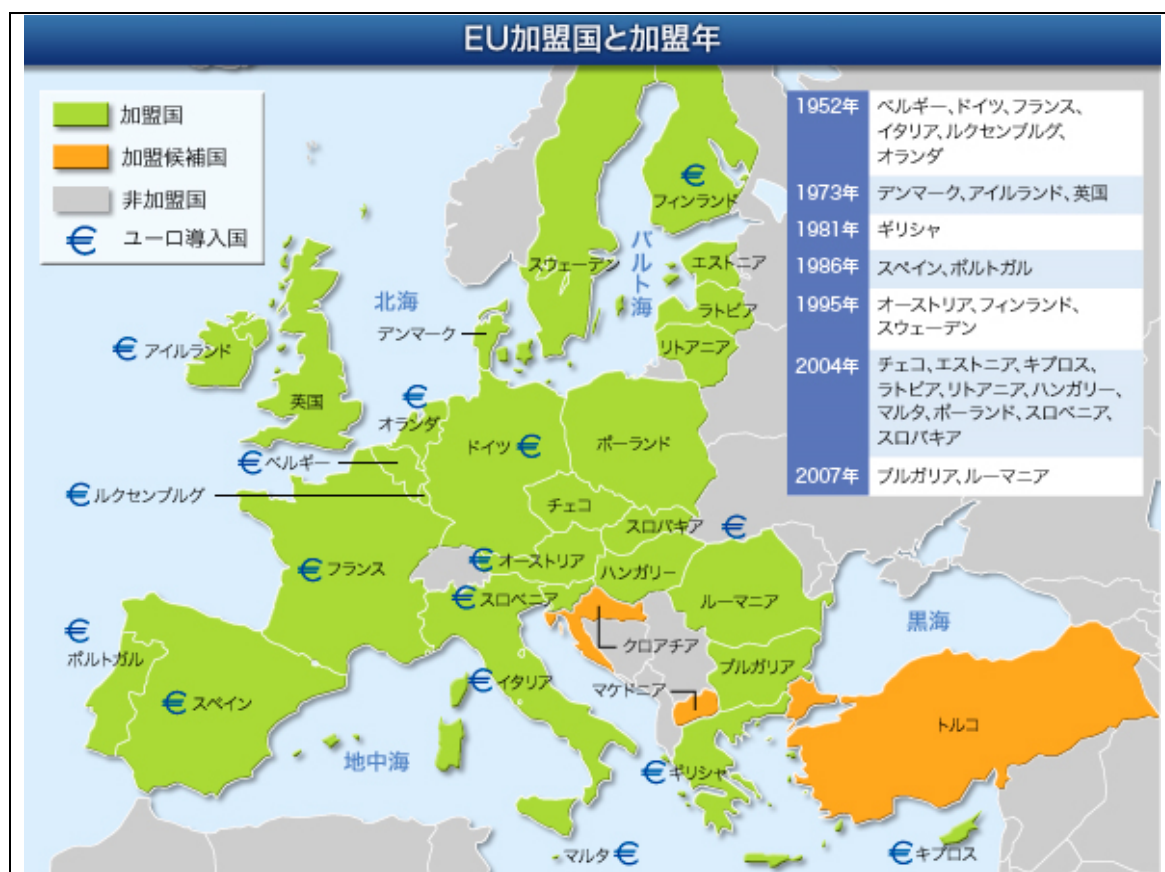 EU加盟国と加盟年
加盟国
加盟候補国
非加盟国
€ ユーロ導入国
1952年 ベルギー、ドイツ、フランス、
イタリア、ルクセンブルグ、
オランダ
1973年 デンマーク、アイルランド、英国
1981年 ギリシャ
1986年 スペイン、ポルトガル
1995年 オーストリア、フィンランド、
スウェーデン
2004年 チェコ、エストニア、キプロス、
ラトビア、リトアニア、ハンガリー、
マルタ、ポーランド、スロベニア、
スロバキア
2007年 ブルガリア、ルーマニア
€
フィンランド
バルト海
スウェーデン
エストニア
北海
ラトビア
デンマーク
€ アイルランド
リトアニア
英国
€
オランダ
ドイツ €
ポーランド
€ ベルギー
€ ルクセンブルグ
チェコ
スロバキア €
€ オーストリア
€ フランス
ハンガリー
€ スロベニア
ルーマニア
黒海
€
ポルトガル
クロアチア
ブルガリア
€ イタリア
マケドニア
€ スペイン
トルコ
地中海
€ ギリシャ
マルタ €
€ キプロス